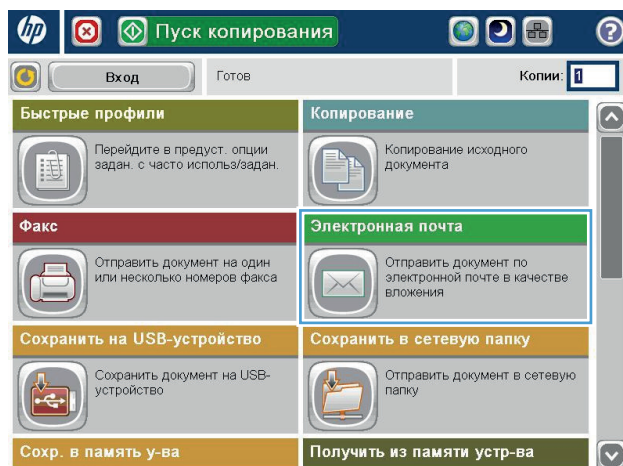 hp
Пуск копирования
?
Вход
Готов
Копии: 1
Быстрые профили
Перейдите в предуст. опции
задан. с часто использ/задан.
Копирование
Копирование исходного
документа
Факс
Отправить документ на один
или несколько номеров факса
Электронная почта
Отправить документ по
электронной почте в качестве
вложения
Сохранить на USB-устройство
Сохранить документ на USB-
устройство
Сохранить в сетевую папку
Отправить документ в сетевую
папку
Сохр. в память у-ва
Получить из памяти устр-ва